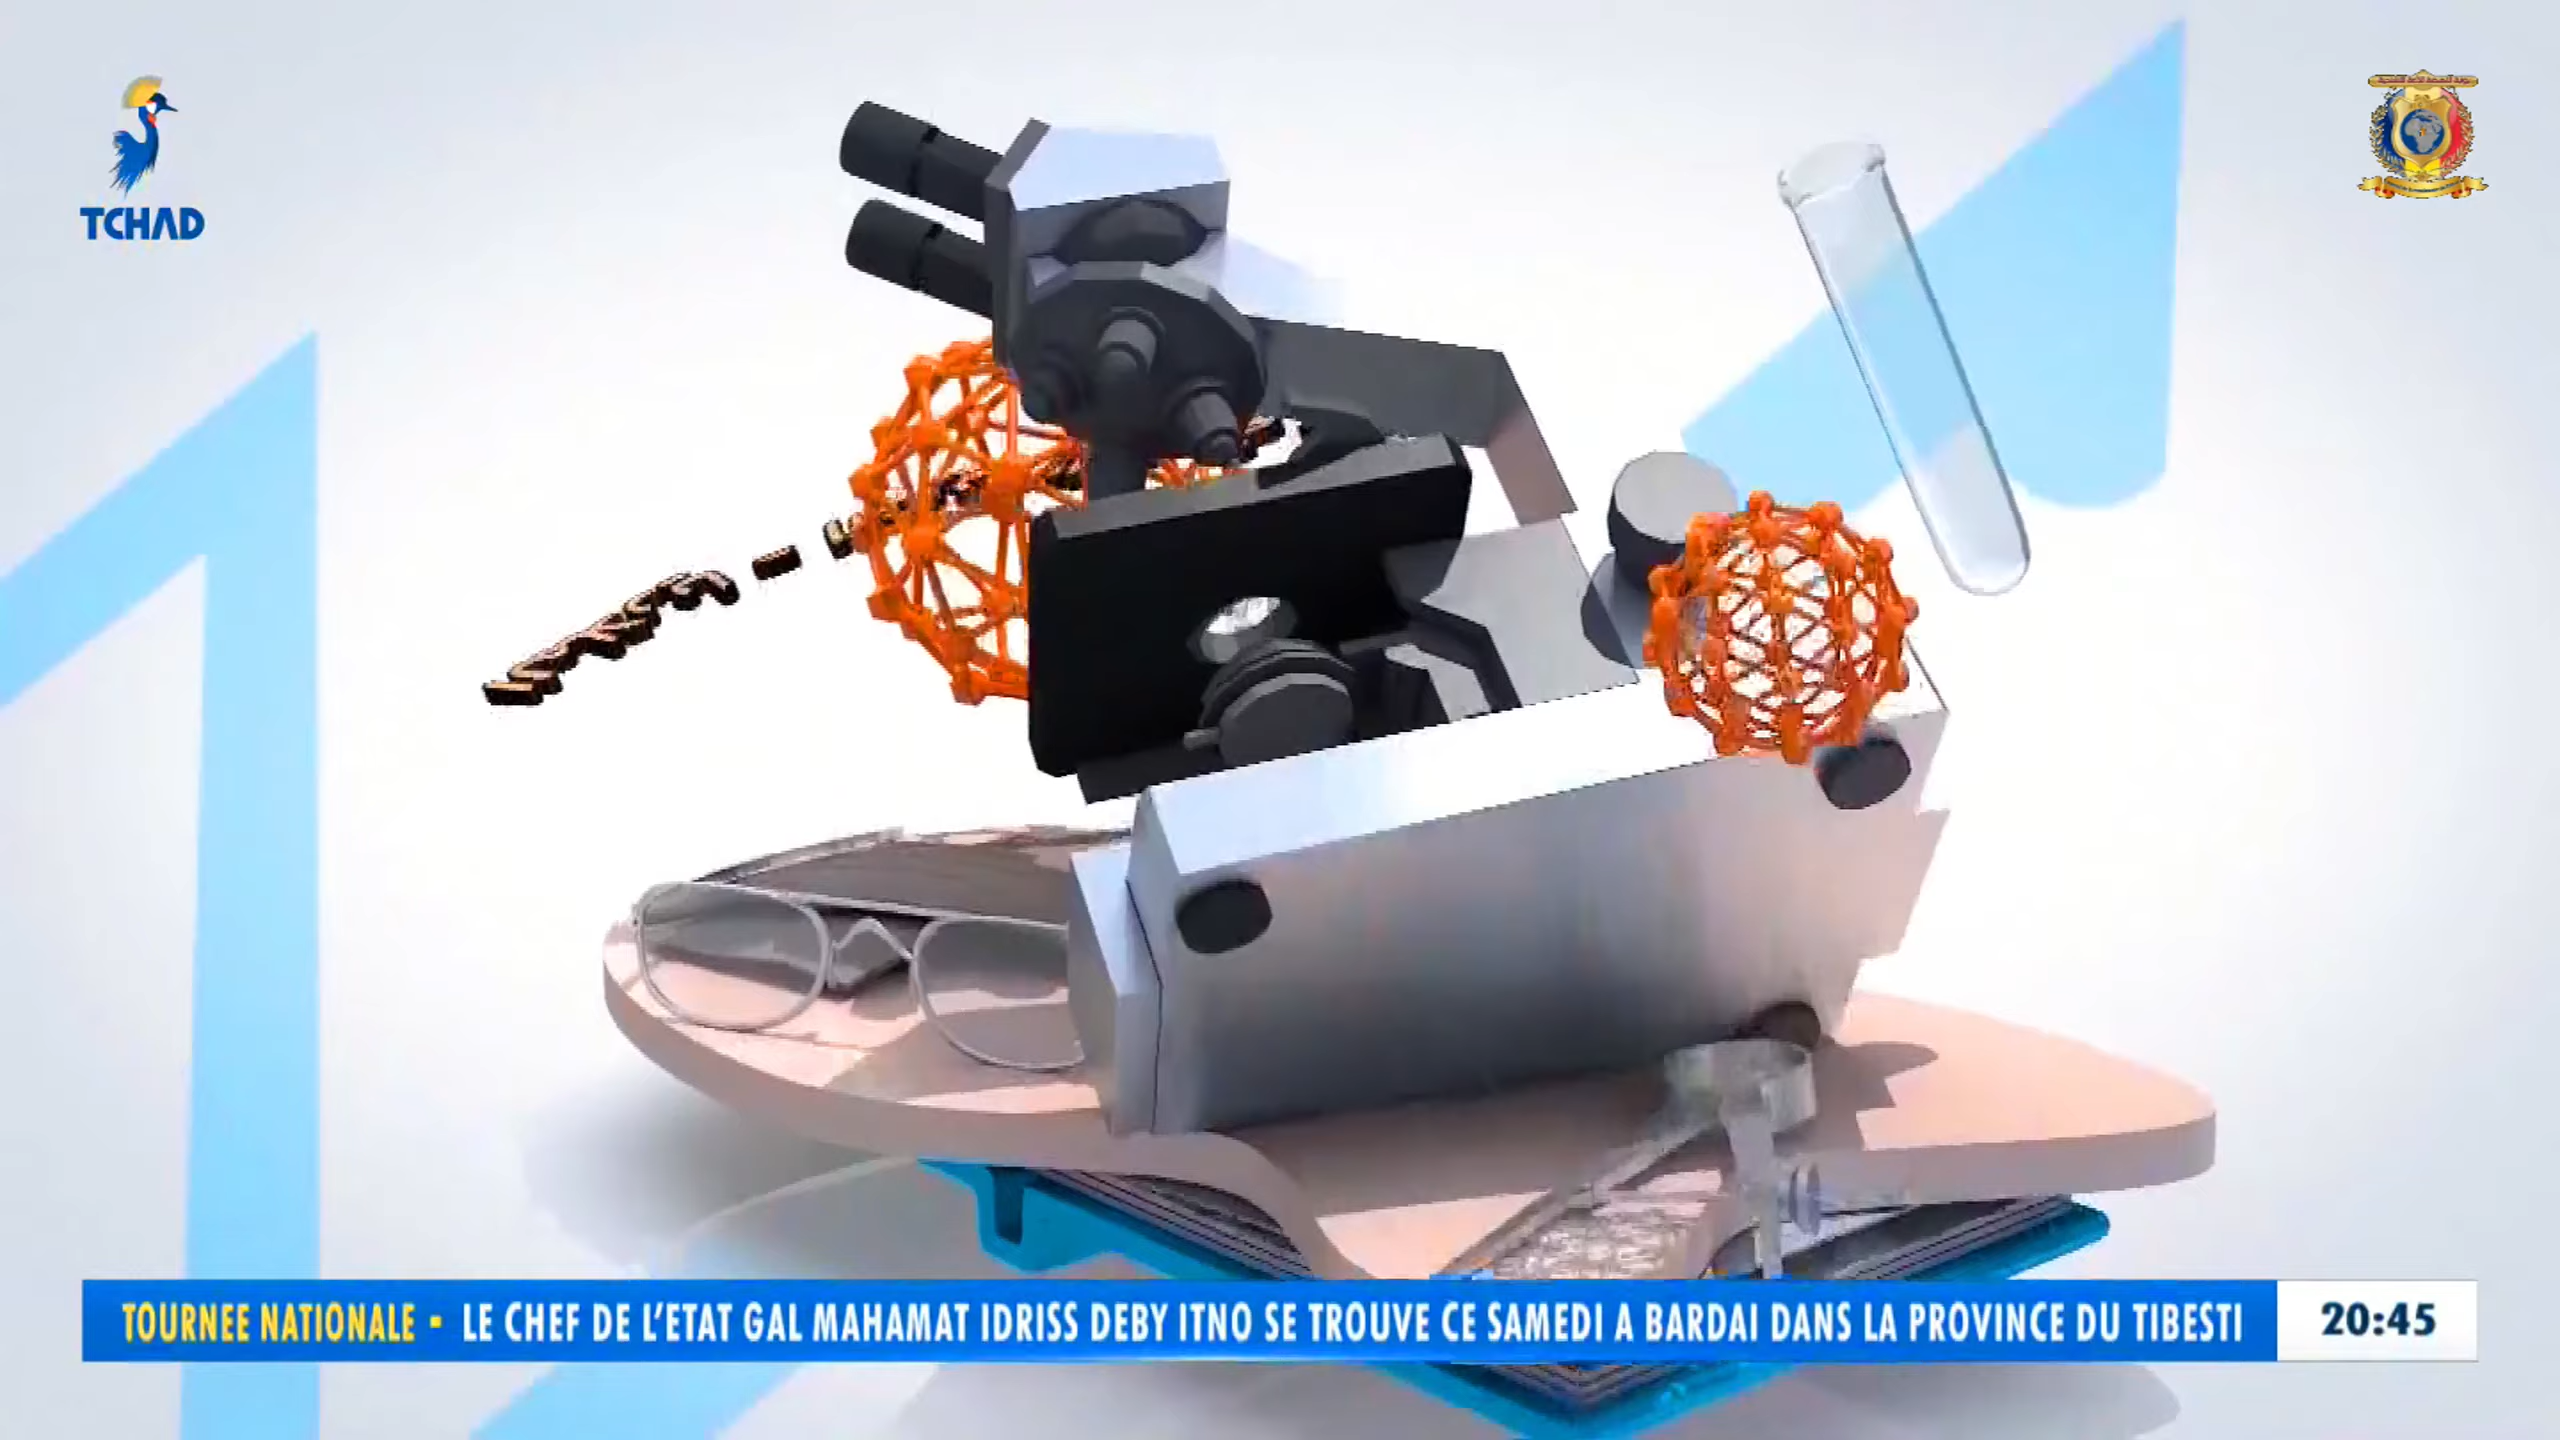 TCHAD
TOURNEE NATIONALE - LE CHEF DE L'ETAT GAL MAHAMAT IDRISS DEBY ITNO SE TROUVE CE SAMEDI A BARDAI DANS LA PROVINCE DU TIBESTI
20:45